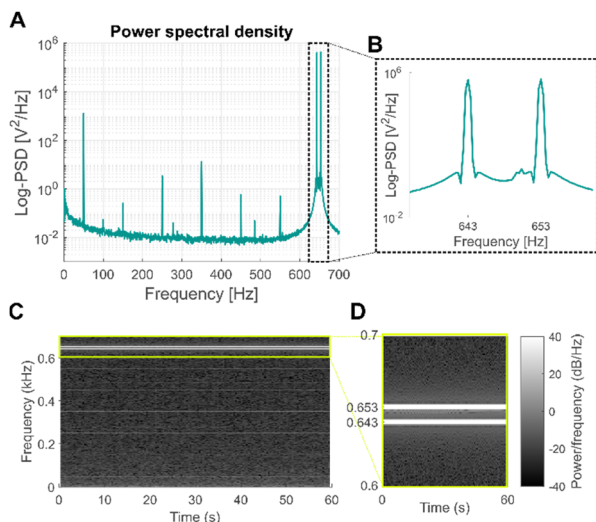 A
Power spectral density
10^6
10^4
10^2
10^0
10^-2
Log-PSD [V^2/Hz]
0 100 200 300 400 500 600 700
Frequency [Hz]
B
10^6
10^2
Log-PSD [V^2/Hz]
643 653
Frequency [Hz]
C
0.6
0.4
0.2
0
Frequency (kHz)
0 10 20 30 40 50 60
Time (s)
D
0.7
0.653
0.643
0.6
0 60
Time (s)
40
20
0
-20
-40
Power/frequency (dB/Hz)